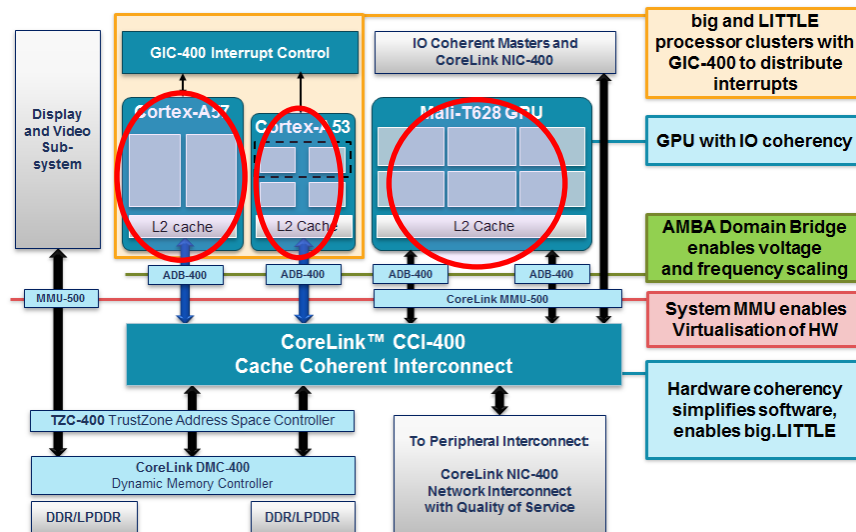 GIC-400 Interrupt Control
IO Coherent Masters and
CoreLink NIC-400
big and LITTLE
processor clusters with
GIC-400 to distribute
interrupts
Display
and Video
Sub-
system
Cortex-A57
Cortex-A53
Mali-T628 GPU
GPU with IO coherency
L2 cache
L2 Cache
L2 Cache
AMBA Domain Bridge
enables voltage
and frequency scaling
ADB-400
ADB-400
ADB-400
ADB-400
MMU-500
CoreLink MMU-500
System MMU enables
Virtualisation of HW
CoreLink™ CCI-400
Cache Coherent Interconnect
Hardware coherency
simplifies software,
enables big.LITTLE
TZC-400 TrustZone Address Space Controller
To Peripheral Interconnect:
CoreLink NIC-400
Network Interconnect
with Quality of Service
CoreLink DMC-400
Dynamic Memory Controller
DDR/LPDDR
DDR/LPDDR